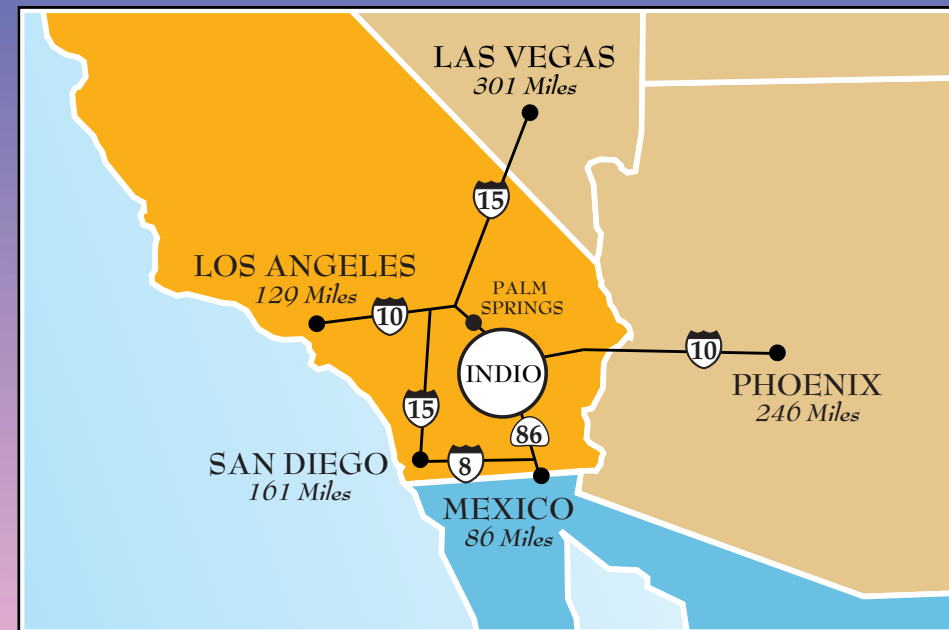 LAS VEGAS
301 Miles
15
LOS ANGELES
129 Miles
10
PALM
SPRINGS
INDIO
10
PHOENIX
246 Miles
15
86
SAN DIEGO
161 Miles
8
MEXICO
86 Miles